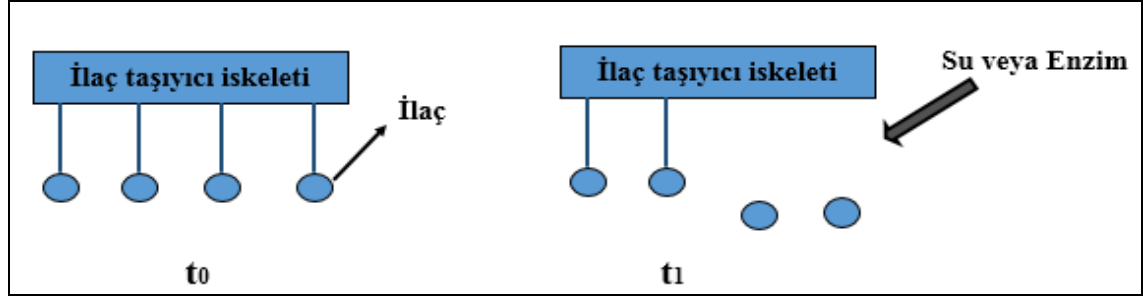 İlaç taşıyıcı iskeleti
İlaç
t0
İlaç taşıyıcı iskeleti
Su veya Enzim
t1